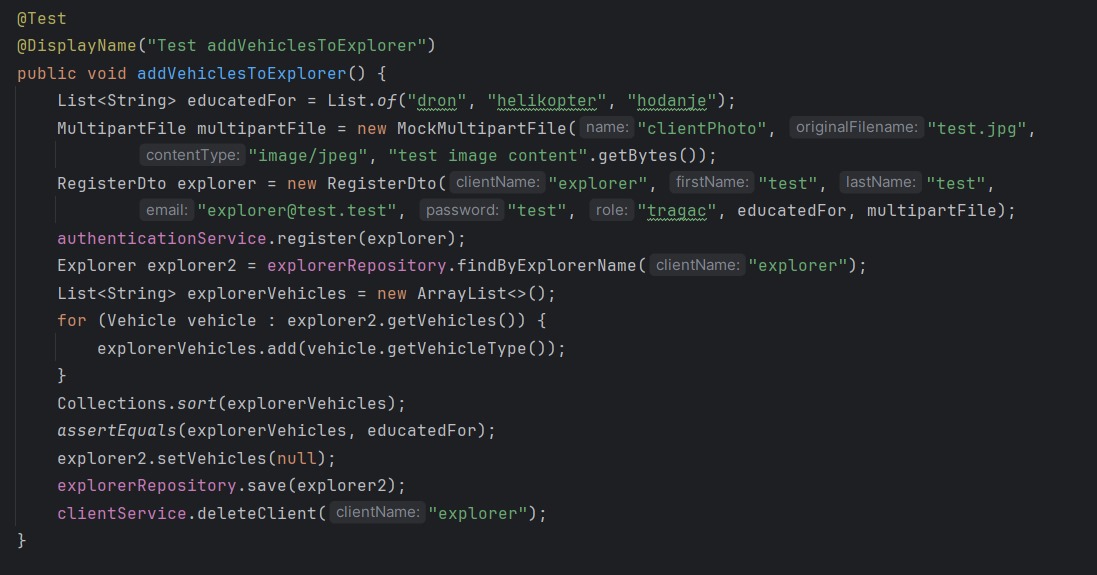 @Test
@DisplayName("Test addVehiclesToExplorer")
public void addVehiclesToExplorer() {
List<String> educatedFor = List.of("dron", "helikopter", "hodanje");
MultipartFile multipartFile = new MockMultipartFile( name: "clientPhoto", originalFilename: "test.jpg",
contentType: "image/jpeg", "test image content".getBytes());
RegisterDto explorer = new RegisterDto( clientName: "explorer", firstName: "test", lastName: "test",
email: "explorer@test.test", password: "test", role: "tragac", educatedFor, multipartFile);
authenticationService.register(explorer);
Explorer explorer2 = explorerRepository.findByExplorerName( clientName: "explorer");
List<String> explorerVehicles = new ArrayList<>();
for (Vehicle vehicle : explorer2.getVehicles()) {
explorerVehicles.add(vehicle.getVehicleType());
}
Collections.sort(explorerVehicles);
assertEquals(explorerVehicles, educatedFor);
explorer2.setVehicles(null);
explorerRepository.save(explorer2);
clientService.deleteClient( clientName: "explorer");
}